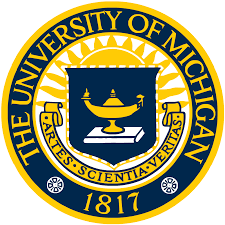 THE UNIVERSITY OF MICHIGAN
ARTES · SCIENTIA · VERITAS
1817